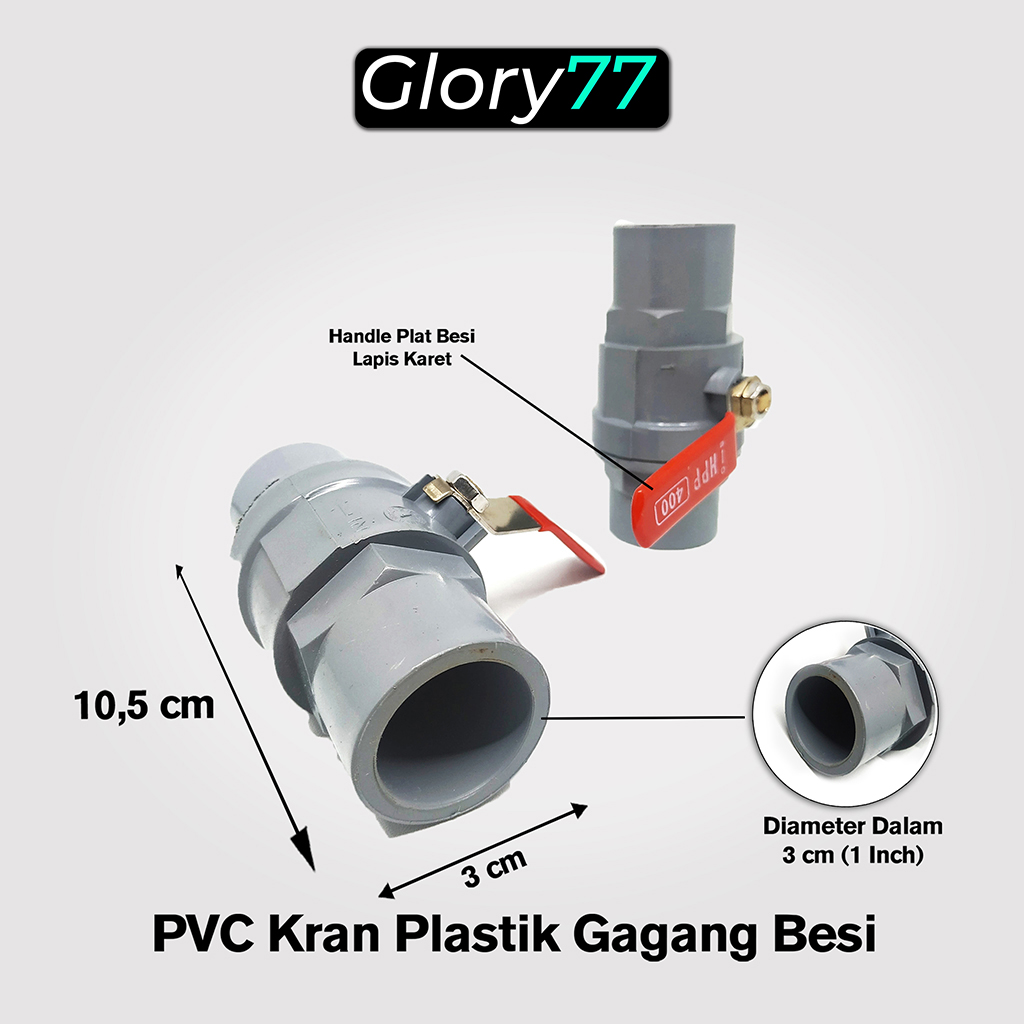 Glory77
Handle Plat Besi
Lapis Karet
HPP 400
10,5 cm
3 cm
Diameter Dalam
3 cm (1 Inch)
PVC Kran Plastik Gagang Besi